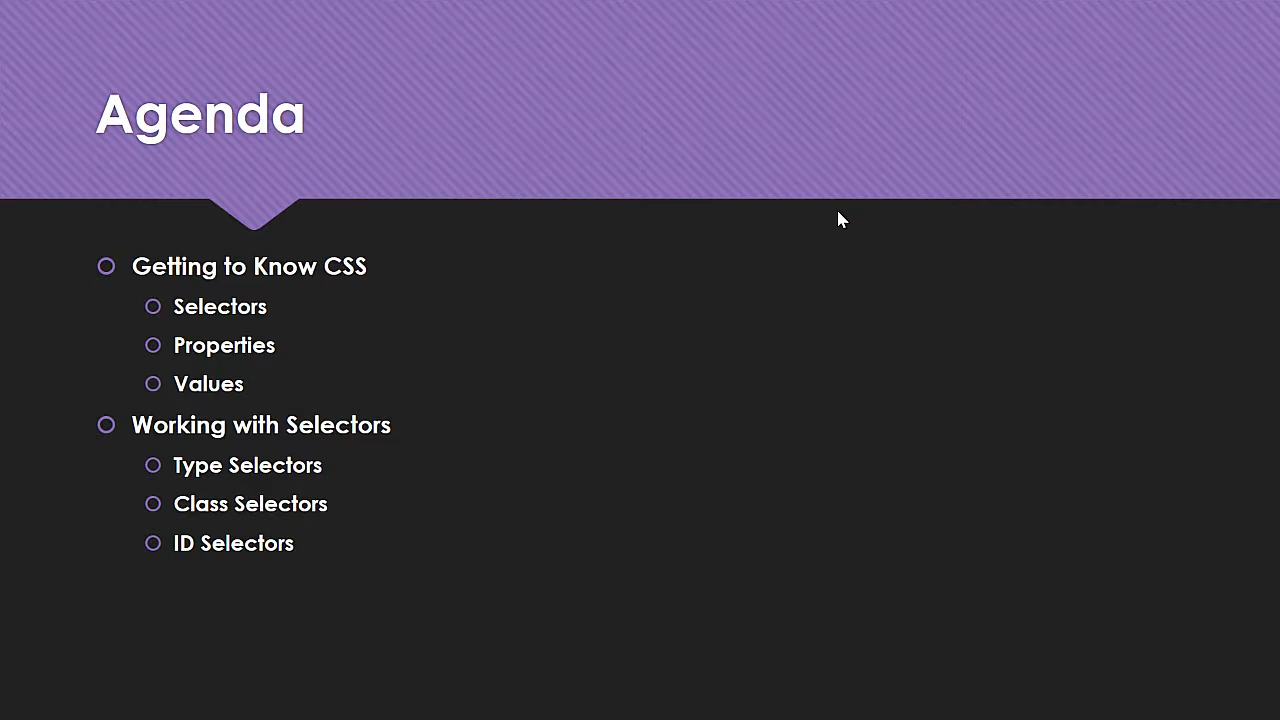 Agenda
Getting to Know CSS
Selectors
Properties
Values
Working with Selectors
Type Selectors
Class Selectors
ID Selectors